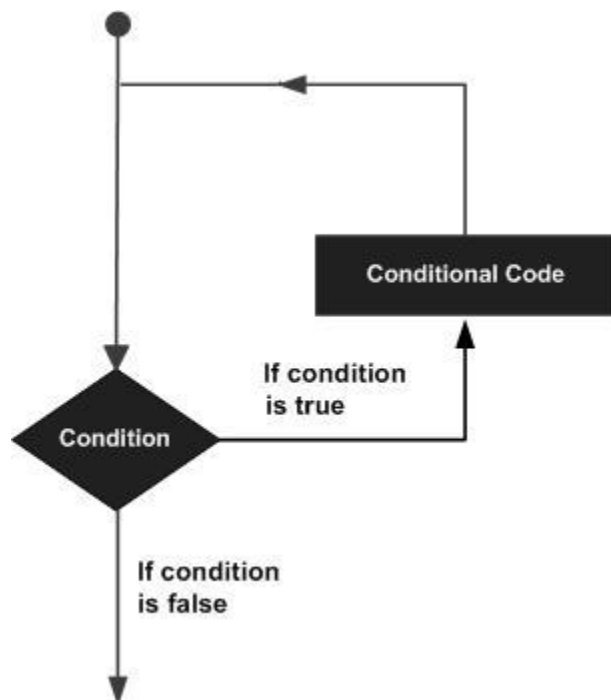 Conditional Code
If condition
is true
Condition
If condition
is false